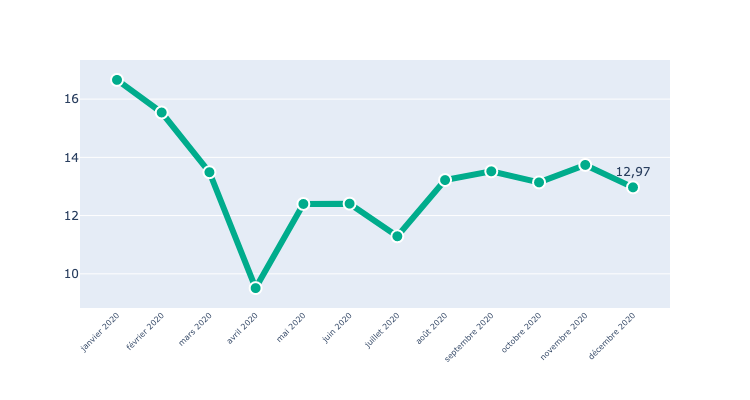 16
14
12
10
12,97
janvier 2020
février 2020
mars 2020
avril 2020
mai 2020
juin 2020
juillet 2020
août 2020
septembre 2020
octobre 2020
novembre 2020
décembre 2020